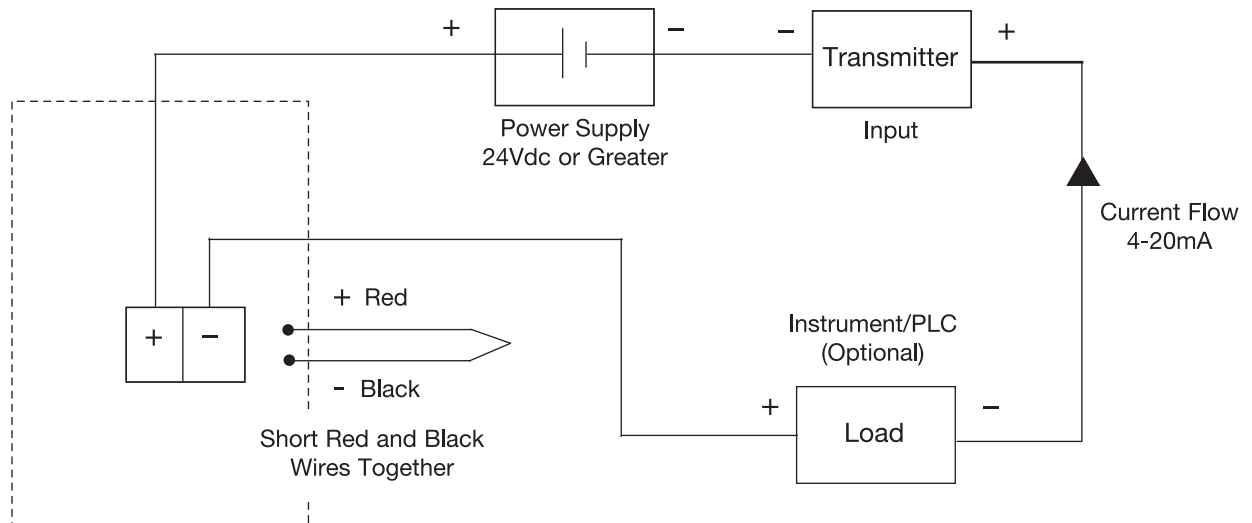 +
−
−
+
Transmitter
Power Supply
24Vdc or Greater
Input
Current Flow
4-20mA
+ Red
+
−
− Black
Short Red and Black
Wires Together
Instrument/PLC
(Optional)
+
−
Load